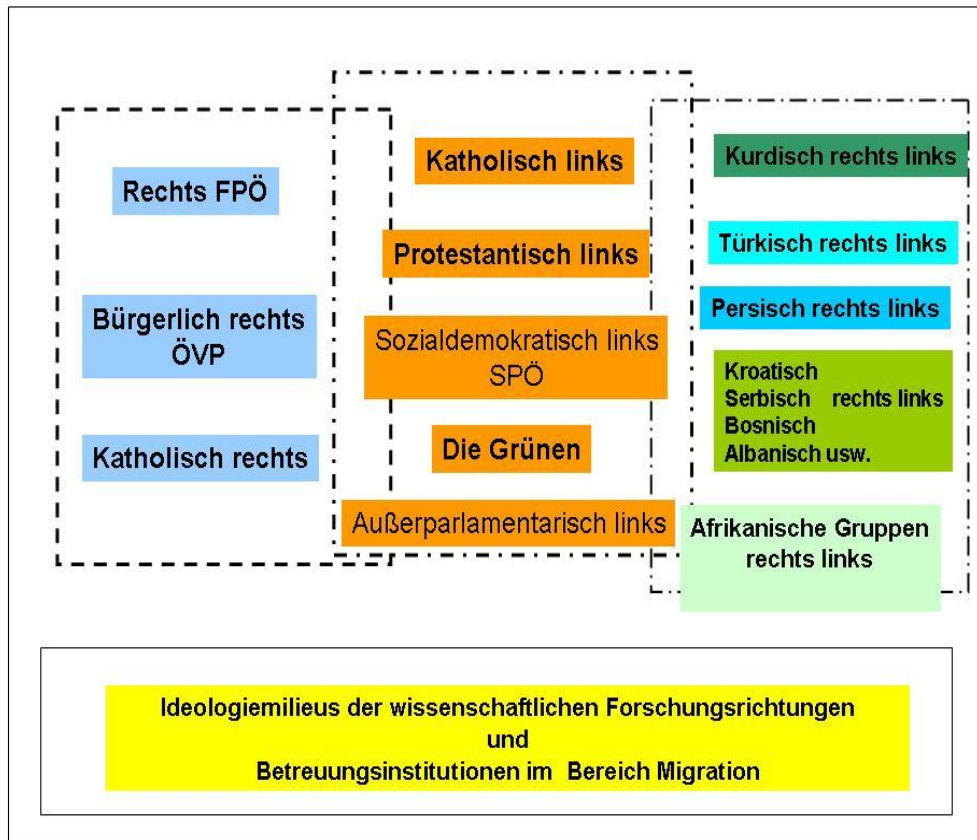 Rechts FPÖ
Bürgerlich rechts
ÖVP
Katholisch rechts
Katholisch links
Protestantisch links
Sozialdemokratisch links
SPÖ
Die Grünen
Außerparlamentarisch links
Kurdisch rechts links
Türkisch rechts links
Persisch rechts links
Kroatisch
Serbisch rechts links
Bosnisch
Albanisch usw.
Afrikanische Gruppen
rechts links
Ideologiemilieus der wissenschaftlichen Forschungsrichtungen
und
Betreuungsinstitutionen im Bereich Migration